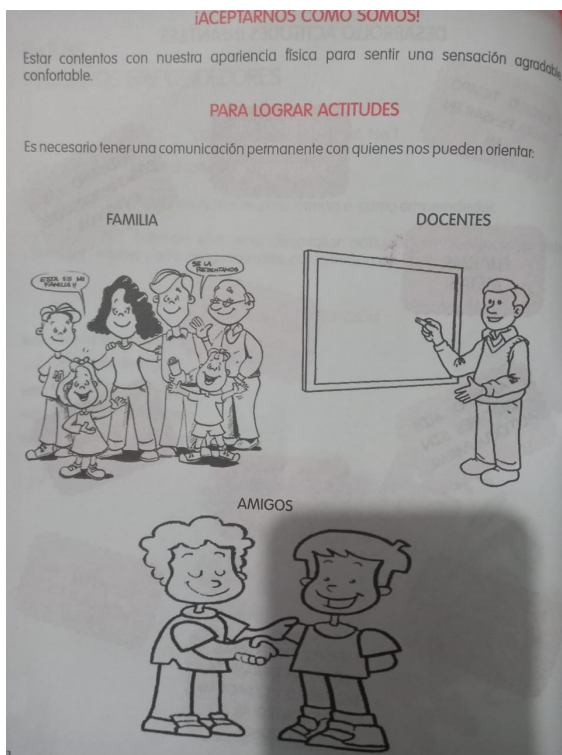 ¡ACEPTARNOS COMO SOMOS!
Estar contentos con nuestra apariencia física para sentir una sensación agradable
confortable.
PARA LOGRAR ACTITUDES
Es necesario tener una comunicación permanente con quienes nos pueden orientar:
FAMILIA
DOCENTES
ESTA ES MI
FAMILIA!!
SE LA
PRESENTAMOS
AMIGOS